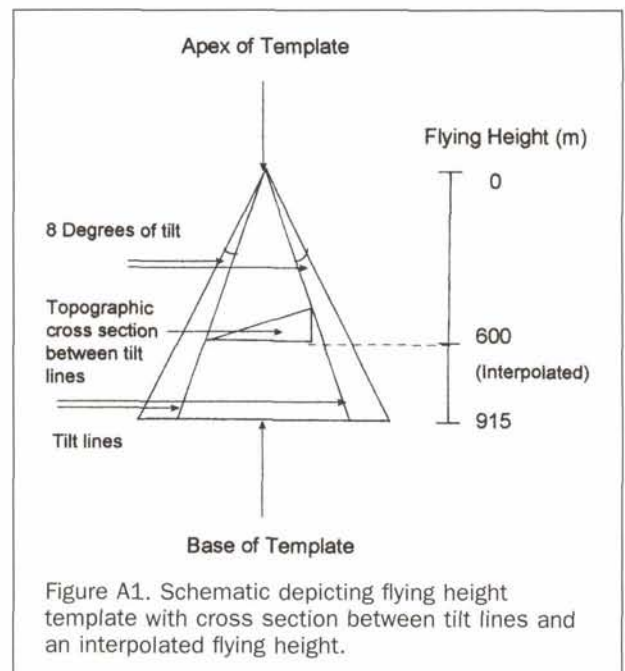 Apex of Template
Flying Height (m)
0
8 Degrees of tilt
Topographic
cross section
between tilt
lines
600
(Interpolated)
915
Tilt lines
Base of Template
Figure A1. Schematic depicting flying height
template with cross section between tilt lines and
an interpolated flying height.